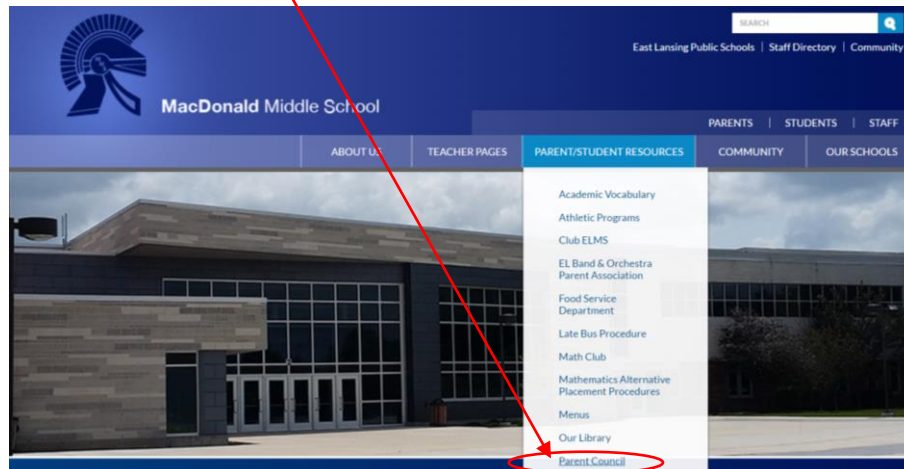 SEARCH
East Lansing Public Schools | Staff Directory | Community
MacDonald Middle School
PARENTS | STUDENTS | STAFF
ABOUT US TEACHER PAGES PARENT/STUDENT RESOURCES COMMUNITY OUR SCHOOLS
Academic Vocabulary
Athletic Programs
Club ELMS
EL Band & Orchestra
Parent Association
Food Service
Department
Late Bus Procedure
Math Club
Mathematics Alternative
Placement Procedures
Menus
Our Library
Parent Council